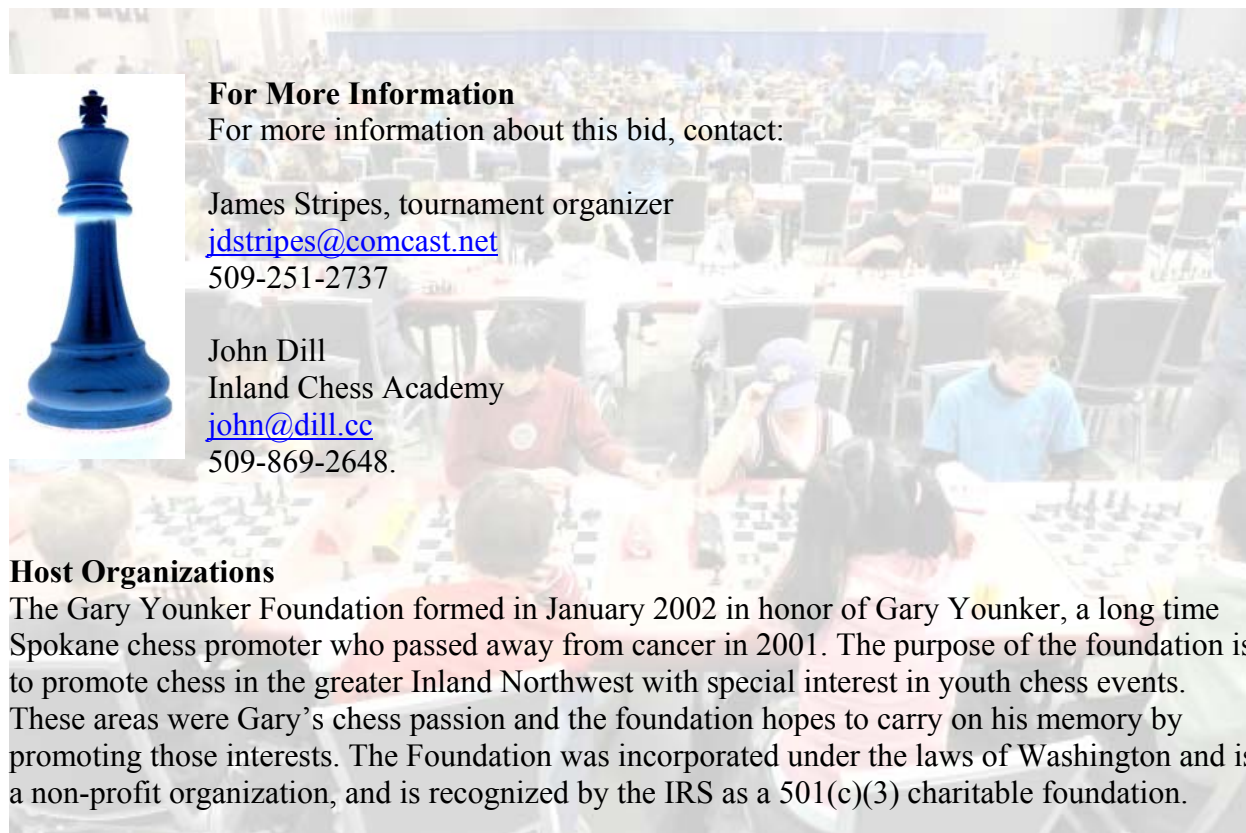 For More Information
For more information about this bid, contact:
James Stripes, tournament organizer
jdstripes@comcast.net
509-251-2737
John Dill
Inland Chess Academy
john@dill.cc
509-869-2648.
Host Organizations
The Gary Younker Foundation formed in January 2002 in honor of Gary Younker, a long time
Spokane chess promoter who passed away from cancer in 2001. The purpose of the foundation is
to promote chess in the greater Inland Northwest with special interest in youth chess events.
These areas were Gary’s chess passion and the foundation hopes to carry on his memory by
promoting those interests. The Foundation was incorporated under the laws of Washington and is
a non-profit organization, and is recognized by the IRS as a 501(c)(3) charitable foundation.